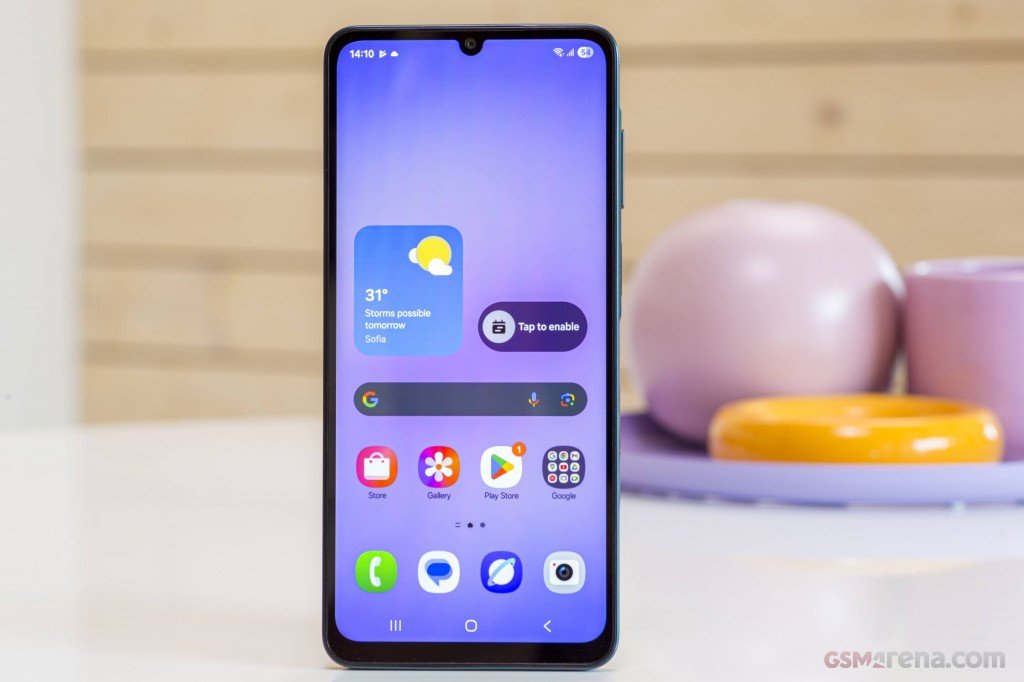 14:10
54
31°
Storms possible
tomorrow
Sofia
Tap to enable
G
1
Store
Gallery
Play Store
Google
GSMArena.com